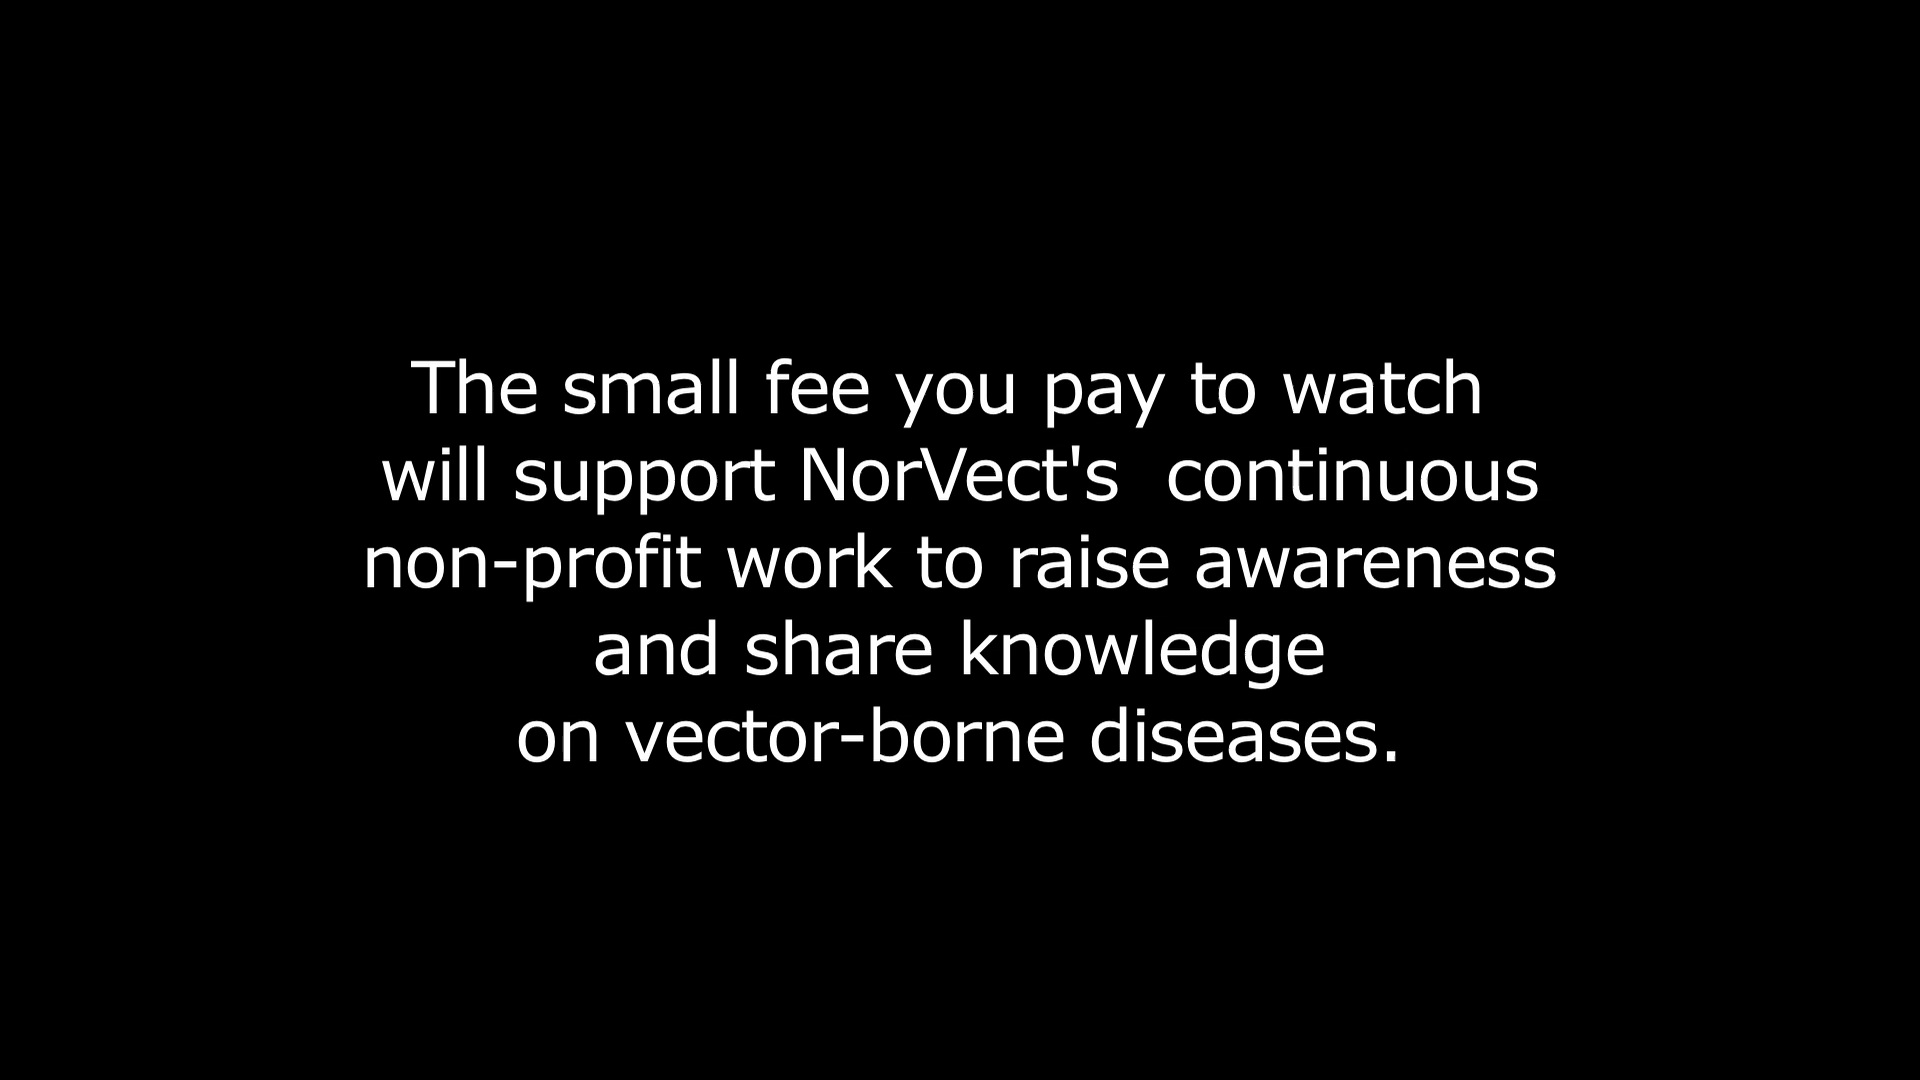 The small fee you pay to watch
will support NorVect's  continuous
non-profit work to raise awareness
and share knowledge
on vector-borne diseases.